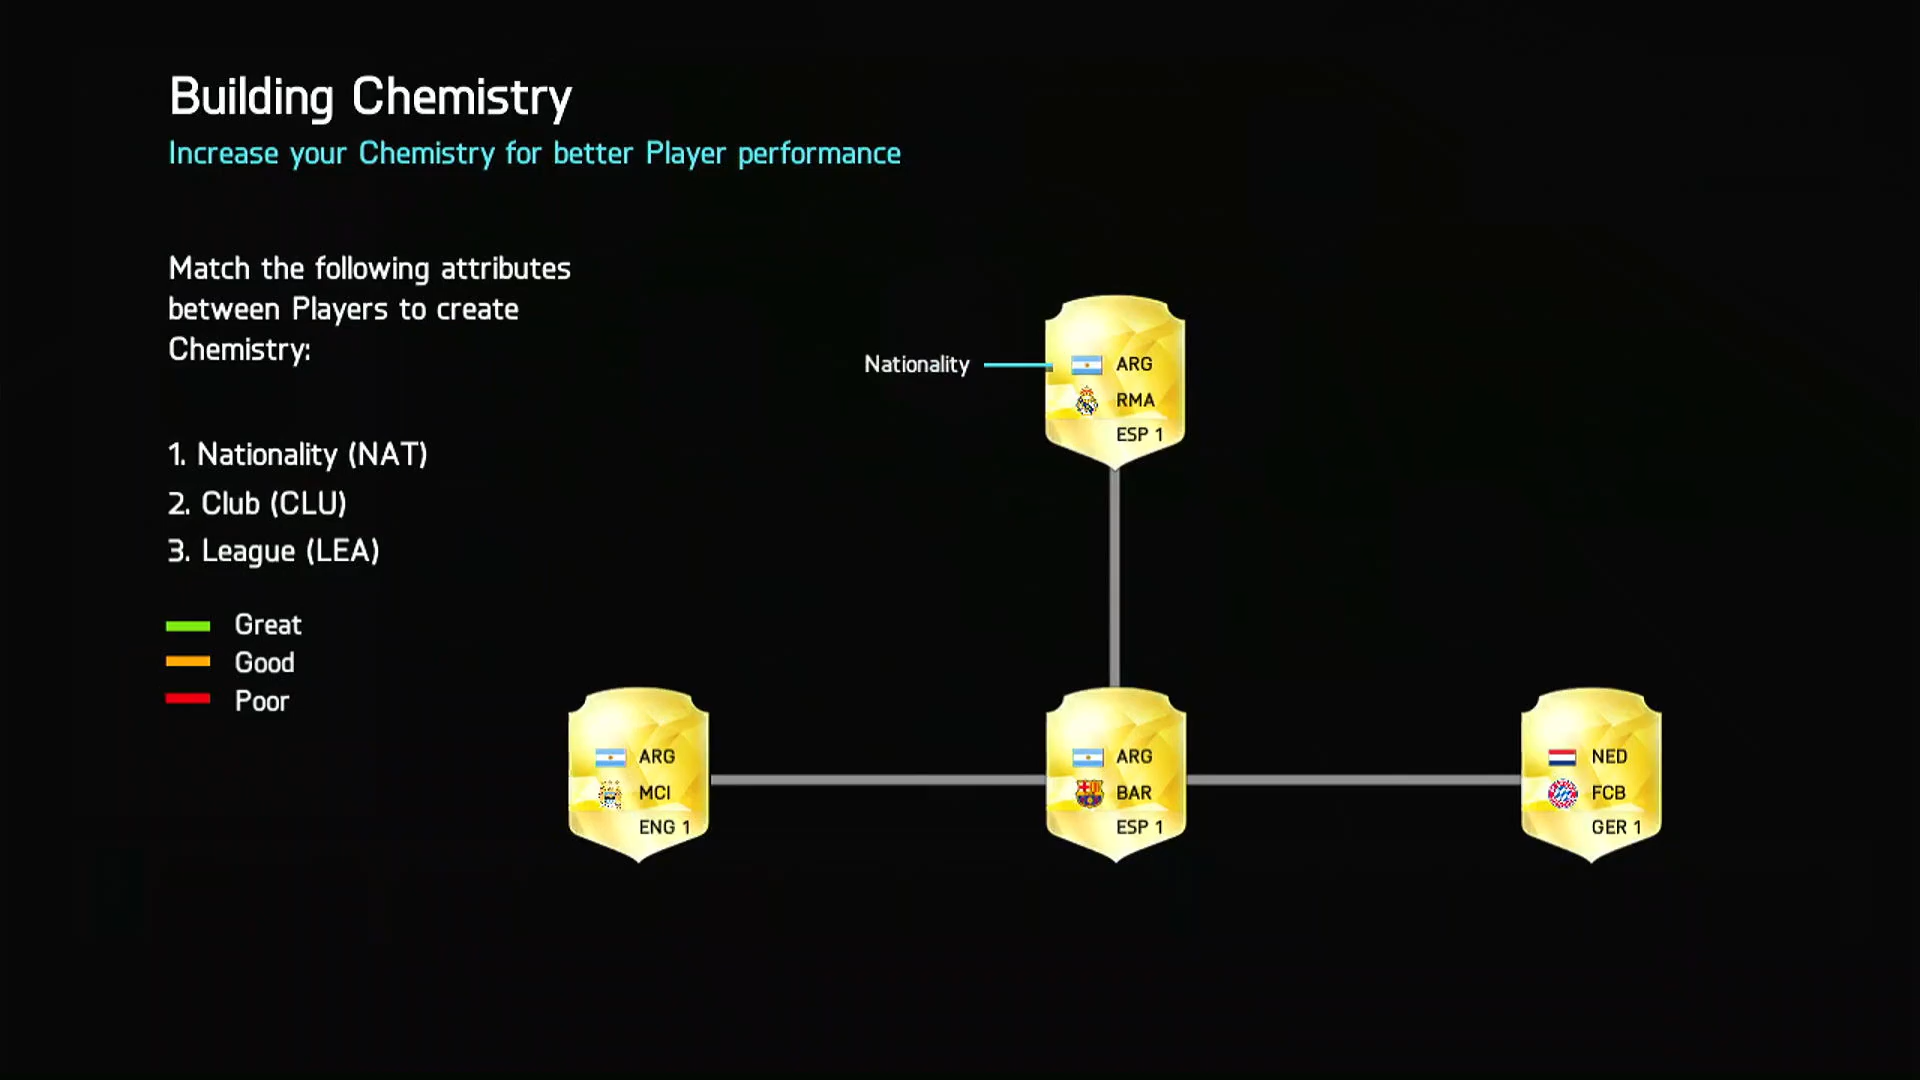 Building Chemistry
Increase your Chemistry for better Player performance
Match the following attributes
between Players to create
Chemistry:
1. Nationality (NAT)
2. Club (CLU)
3. League (LEA)
Great
Good
Poor
Nationality
ARG
RMA
ESP 1
ARG
MCI
ENG 1
ARG
BAR
ESP 1
NED
FCB
GER 1